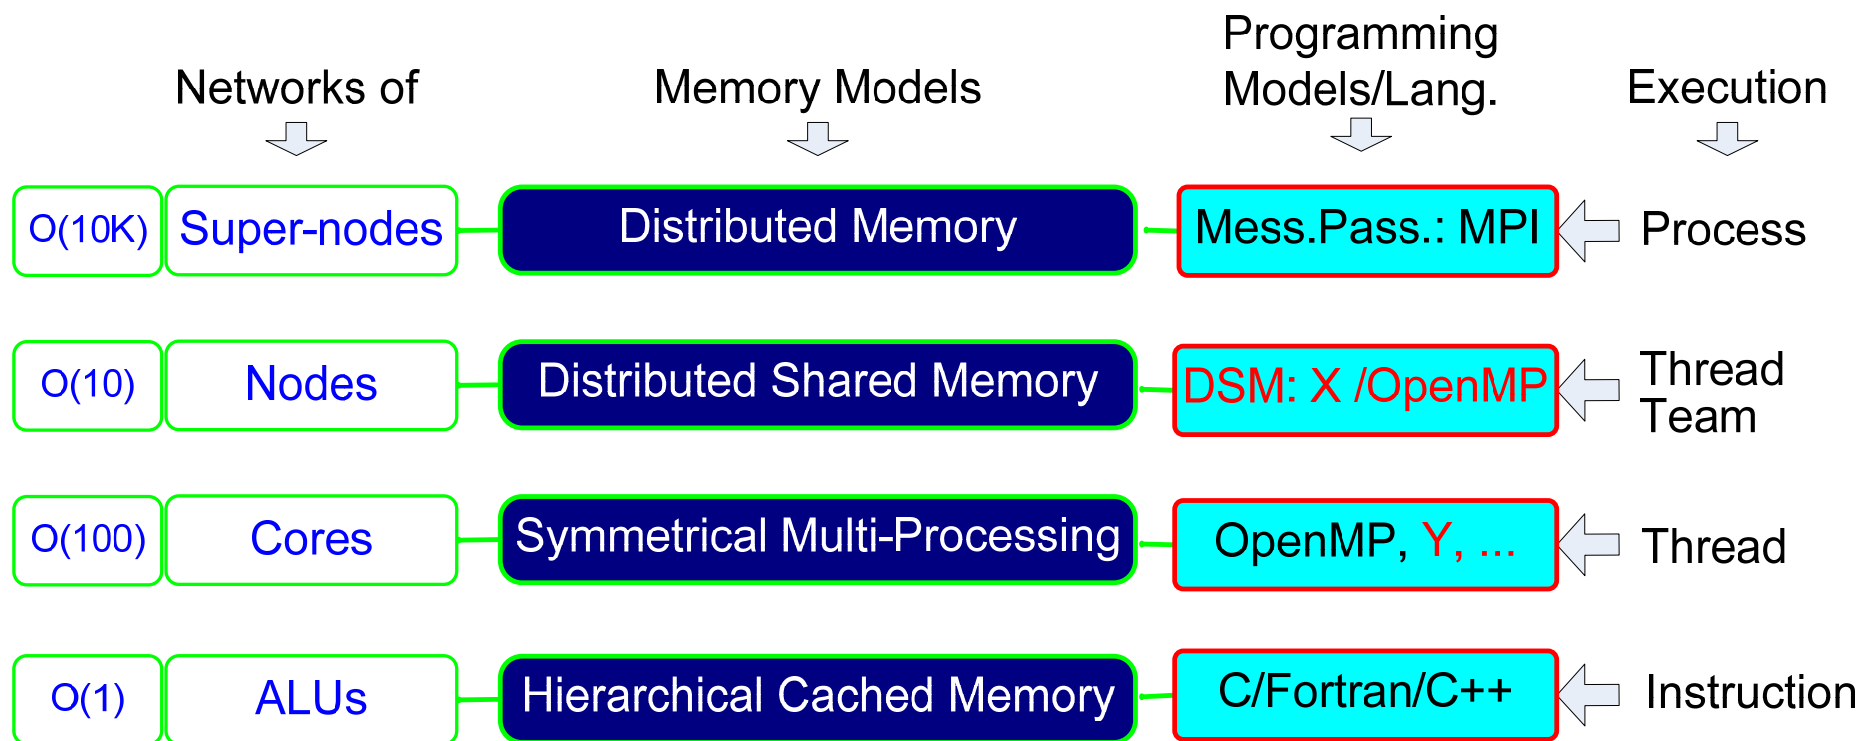 Programming
Networks of Memory Models Models/Lang. Execution
O(10K) Super-nodes Distributed Memory Mess.Pass.: MPI Process
O(10) Nodes Distributed Shared Memory DSM: X /OpenMP Thread
Team
O(100) Cores Symmetrical Multi-Processing OpenMP, Y, ... Thread
O(1) ALUs Hierarchical Cached Memory C/Fortran/C++ Instruction